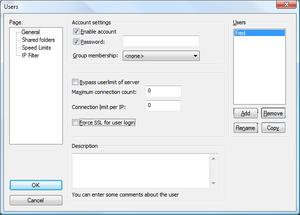 Users
Page:
General
Shared folders
Speed Limits
IP Filter
Account settings
Enable account
Password:
Group membership:
<none>
Bypass userlimit of server
Maximum connection count:
0
Connection limit per IP:
0
Force SSL for user login
Description
You can enter some comments about the user
Users
Fred
Add
Remove
Rename
Copy
OK
Cancel